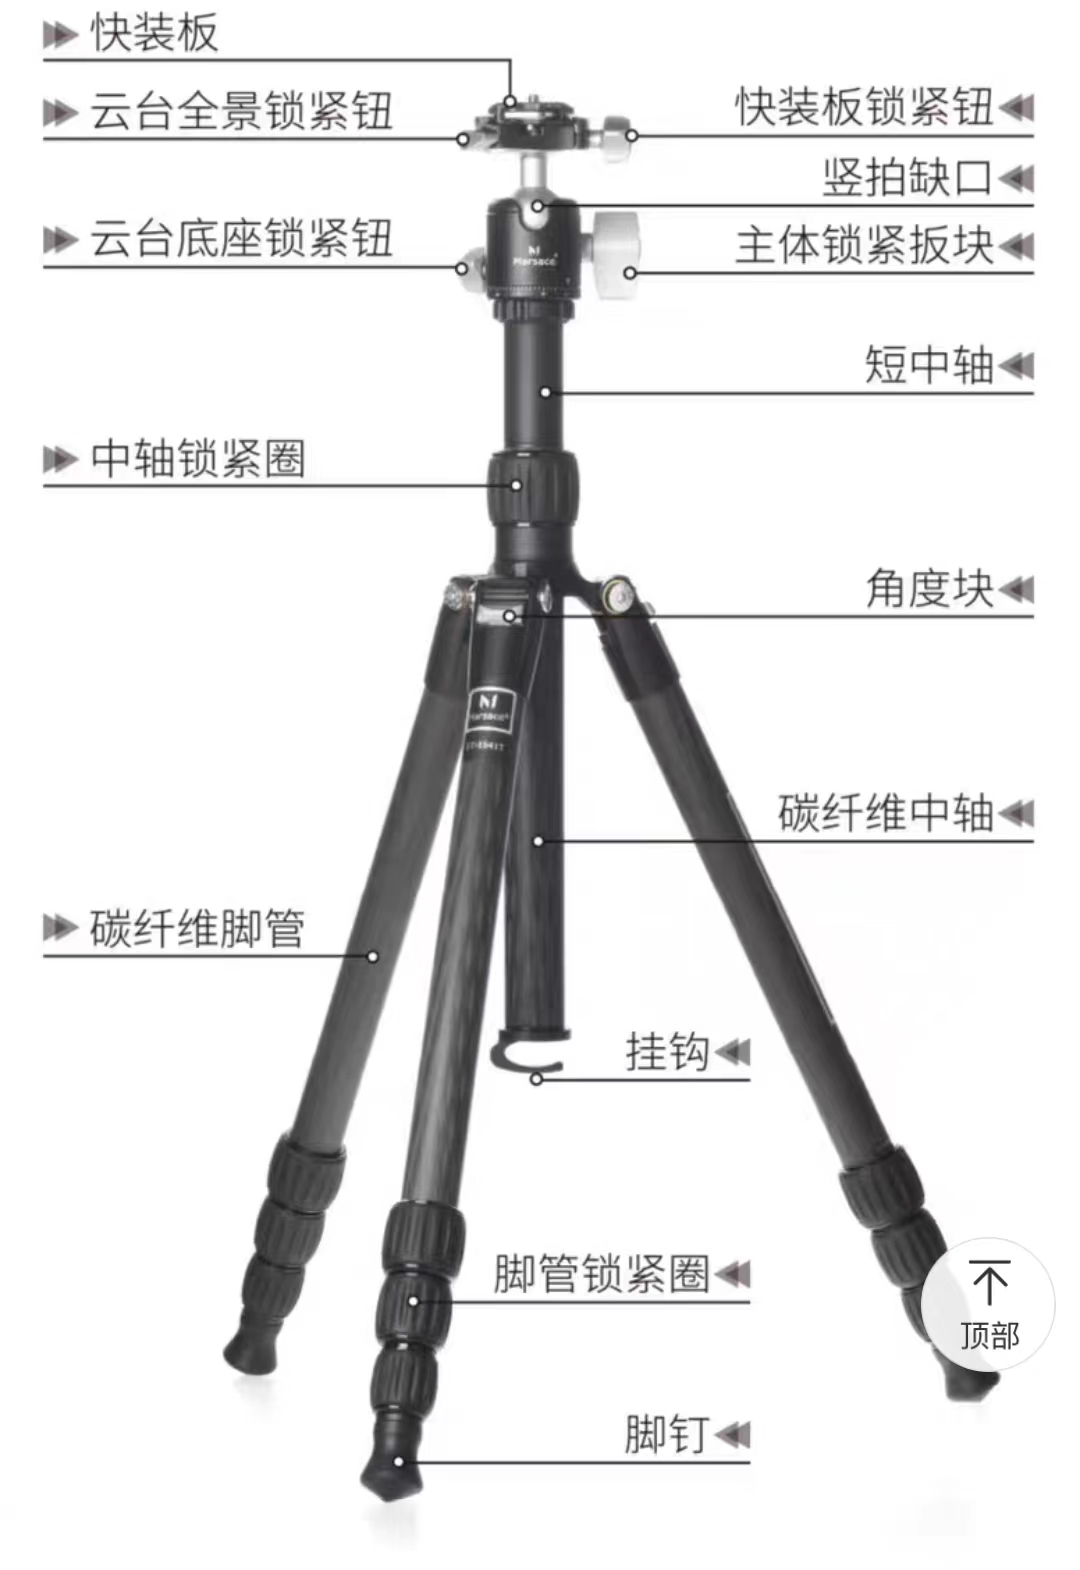 快装板
云台全景锁紧钮
快装板锁紧钮
竖拍缺口
云台底座锁紧钮
主体锁紧扳块
Marsace
短中轴
中轴锁紧圈
角度块
Marsace
碳纤维中轴
碳纤维脚管
挂钩
脚管锁紧圈
顶部
脚钉